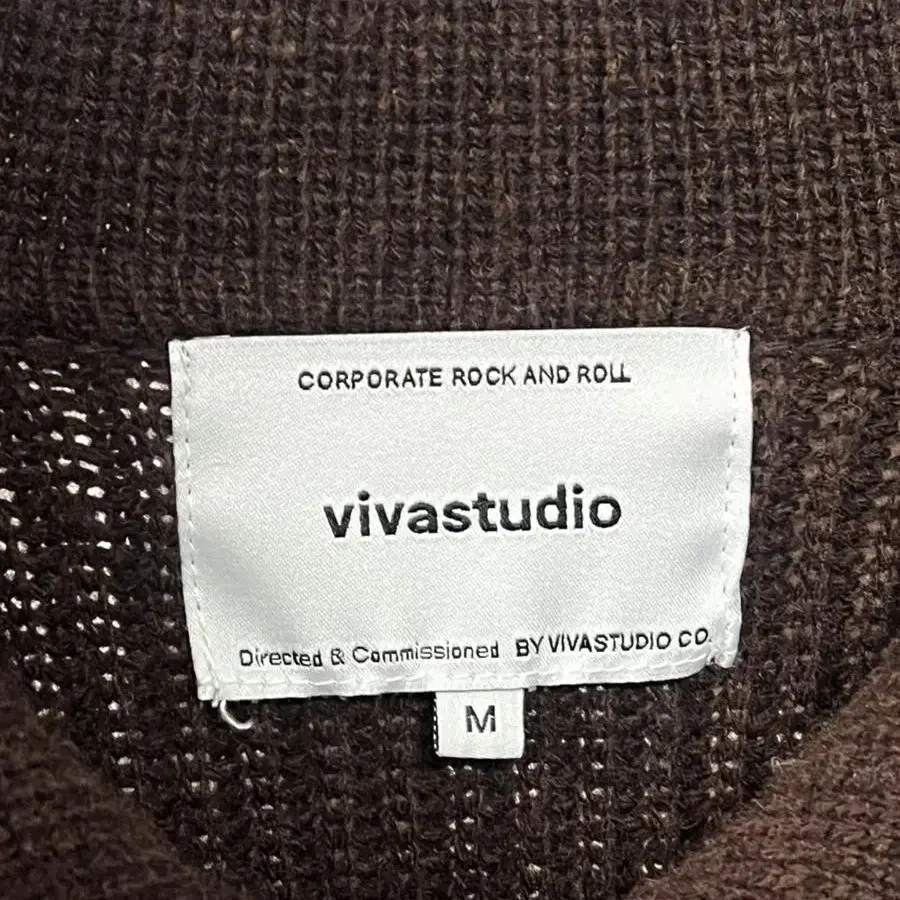 CORPORATE ROCK AND ROLL
vivastudio
Directed & Commissioned BY VIVASTUDIO CO.
M